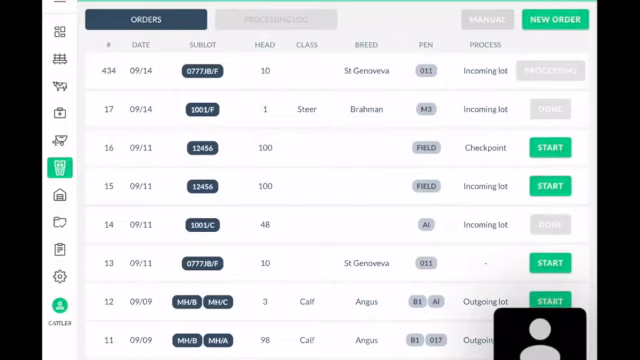 ORDERS PROCESSING LOG MANUAL NEW ORDER
# DATE SUBLOT HEAD CLASS BREED PEN PROCESS
434 09/14 0777JB/F 10 St Genoveva 011 Incoming lot PROCESSING
17 09/14 1001/F 1 Steer Brahman M3 Incoming lot DONE
16 09/11 12456 100 FIELD Checkpoint START
15 09/11 12456 100 FIELD Incoming lot START
14 09/11 1001/C 48 AI Incoming lot DONE
13 09/11 0777JB/F 10 St Genoveva 011 - START
12 09/09 MH/B MH/C 3 Calf Angus B1 AI Outgoing lot START
11 09/09 MH/B MH/A 98 Calf Angus B1 017 Outgoing
CATTLER